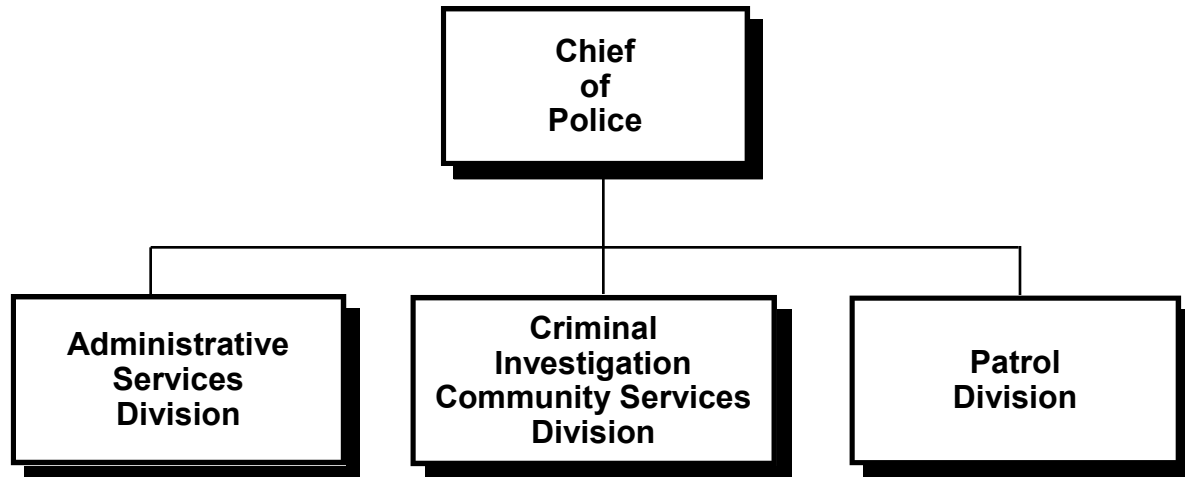 Chief
of
Police
Administrative
Services
Division
Criminal
Investigation
Community Services
Division
Patrol
Division